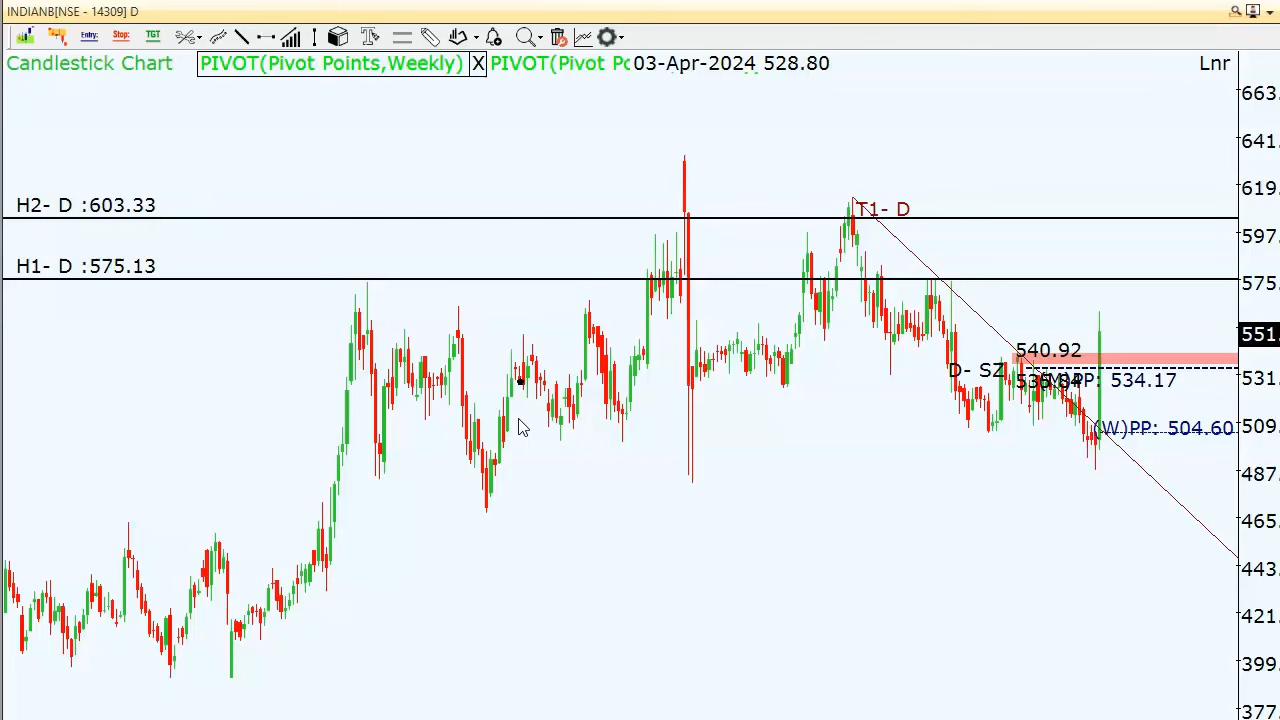 INDIANB[NSE - 14309] D
Entry: Stop: TGT
Candlestick Chart PIVOT(Pivot Points,Weekly) X PIVOT(Pivot Po 03-Apr-2024 528.80 Lnr
663.
641.
619.
H2- D :603.33
T1- D
597.
H1- D :575.13
575.
551.
540.92
D- SZ
(M)PP: 534.17
531.
(W)PP: 504.60
509.
487.
465.
443.
421.
399.
377.